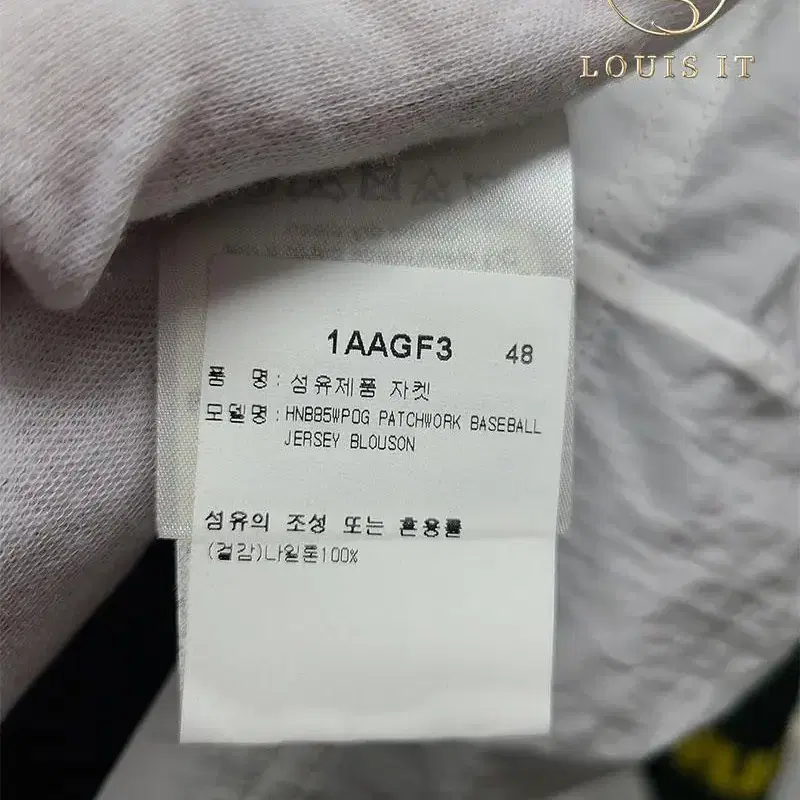 LOUIS IT
1AAGF3 48
품 명 : 섬유제품 자켓
모델명 : HNB85WPOG PATCHWORK BASEBALL
JERSEY BLOUSON
섬유의 조성 또는 혼용률
(겉감)나일론100%